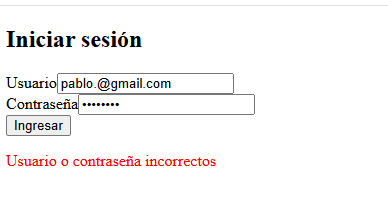 Iniciar sesión
Usuario pablo.@gmail.com
Contraseña ••••••••
Ingresar
Usuario o contraseña incorrectos